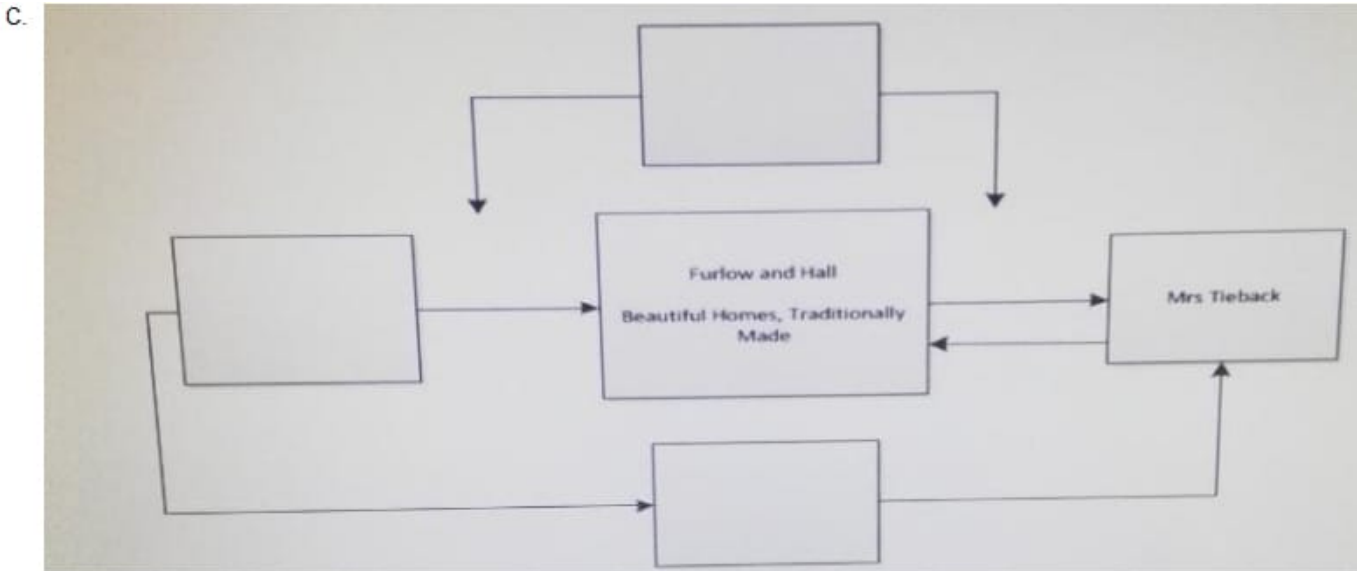 C.
Furlow and Hall
Beautiful Homes, Traditionally
Made
Mrs Tieback